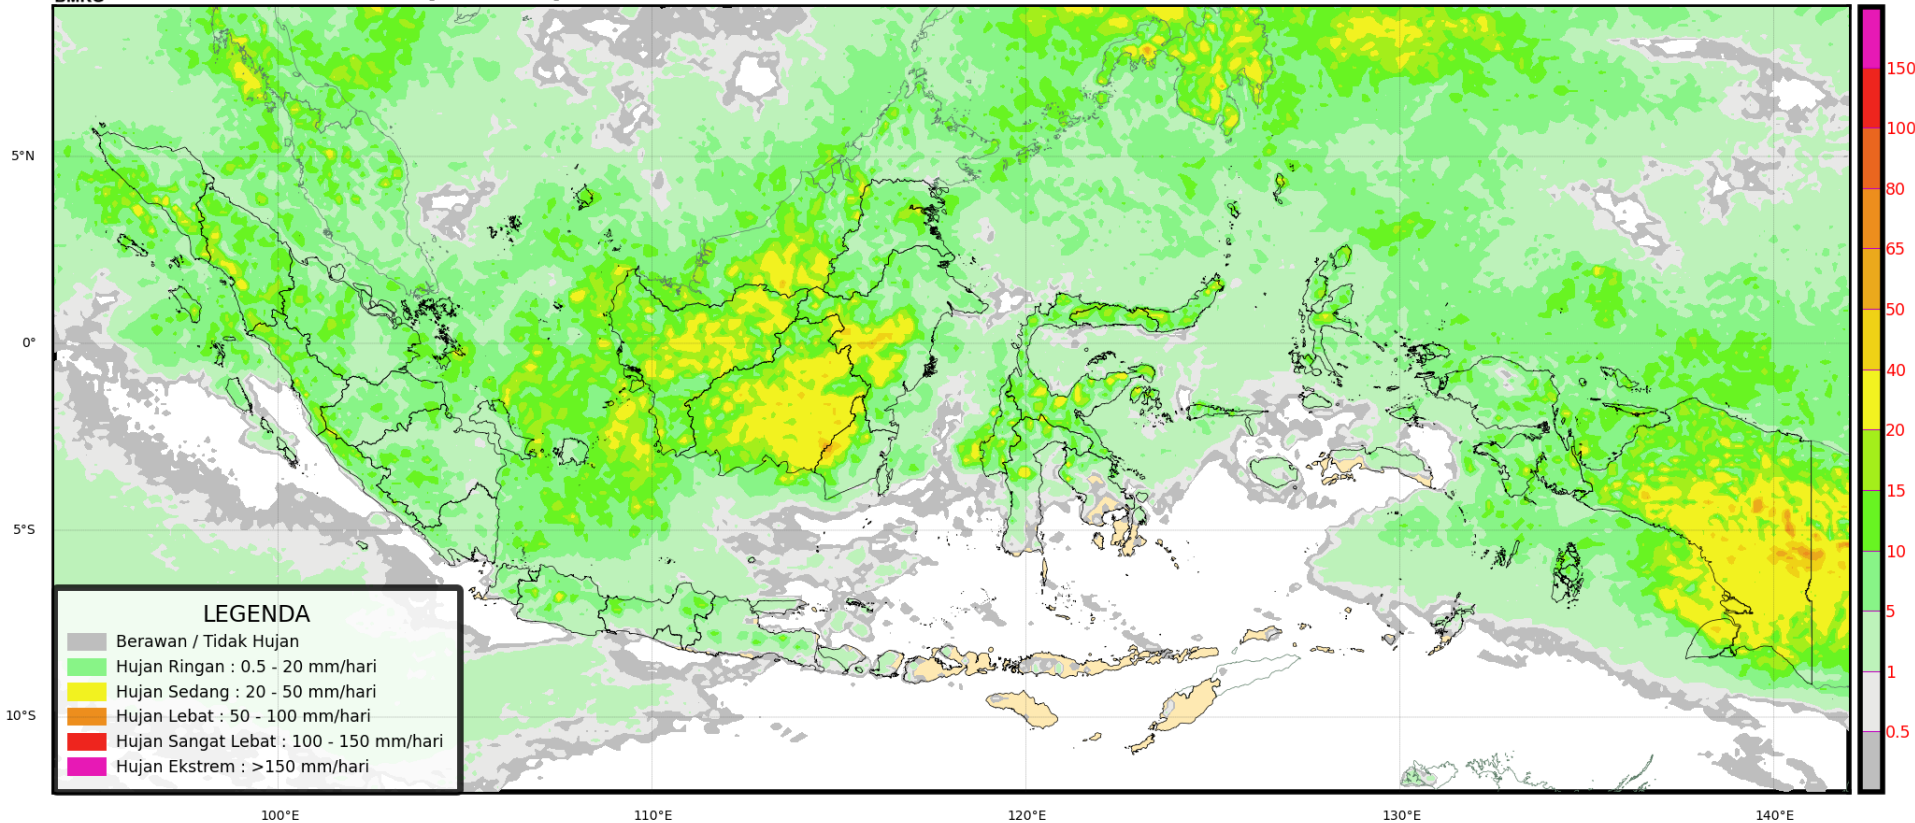 5°N
0°
5°S
10°S
LEGENDA
Berawan / Tidak Hujan
Hujan Ringan : 0.5 - 20 mm/hari
Hujan Sedang : 20 - 50 mm/hari
Hujan Lebat : 50 - 100 mm/hari
Hujan Sangat Lebat : 100 - 150 mm/hari
Hujan Ekstrem : >150 mm/hari
100°E
110°E
120°E
130°E
140°E
150
100
80
65
50
40
20
15
10
5
1
0.5